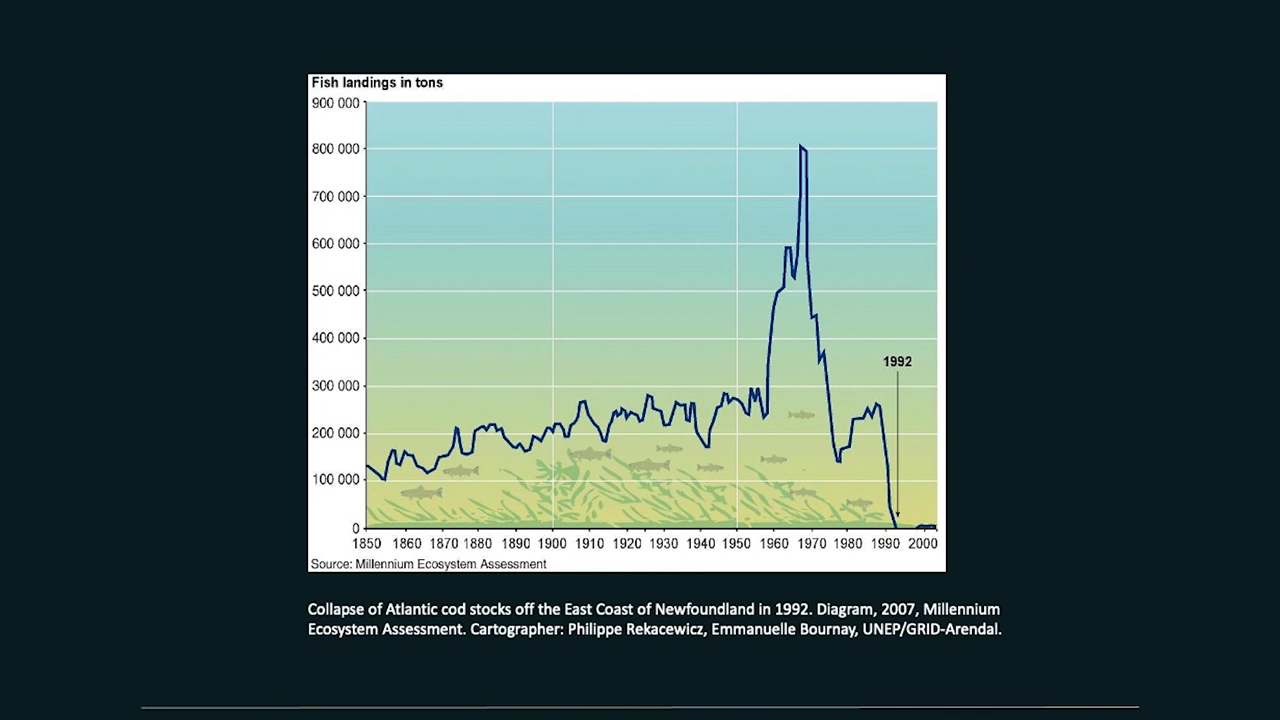 Fish landings in tons
900 000
800 000
700 000
600 000
500 000
400 000
300 000
200 000
100 000
0
1992
1850 1860 1870 1880 1890 1900 1910 1920 1930 1940 1950 1960 1970 1980 1990 2000
Source: Millennium Ecosystem Assessment
Collapse of Atlantic cod stocks off the East Coast of Newfoundland in 1992. Diagram, 2007, Millennium
Ecosystem Assessment. Cartographer: Philippe Rekacewicz, Emmanuelle Bournay, UNEP/GRID-Arendal.